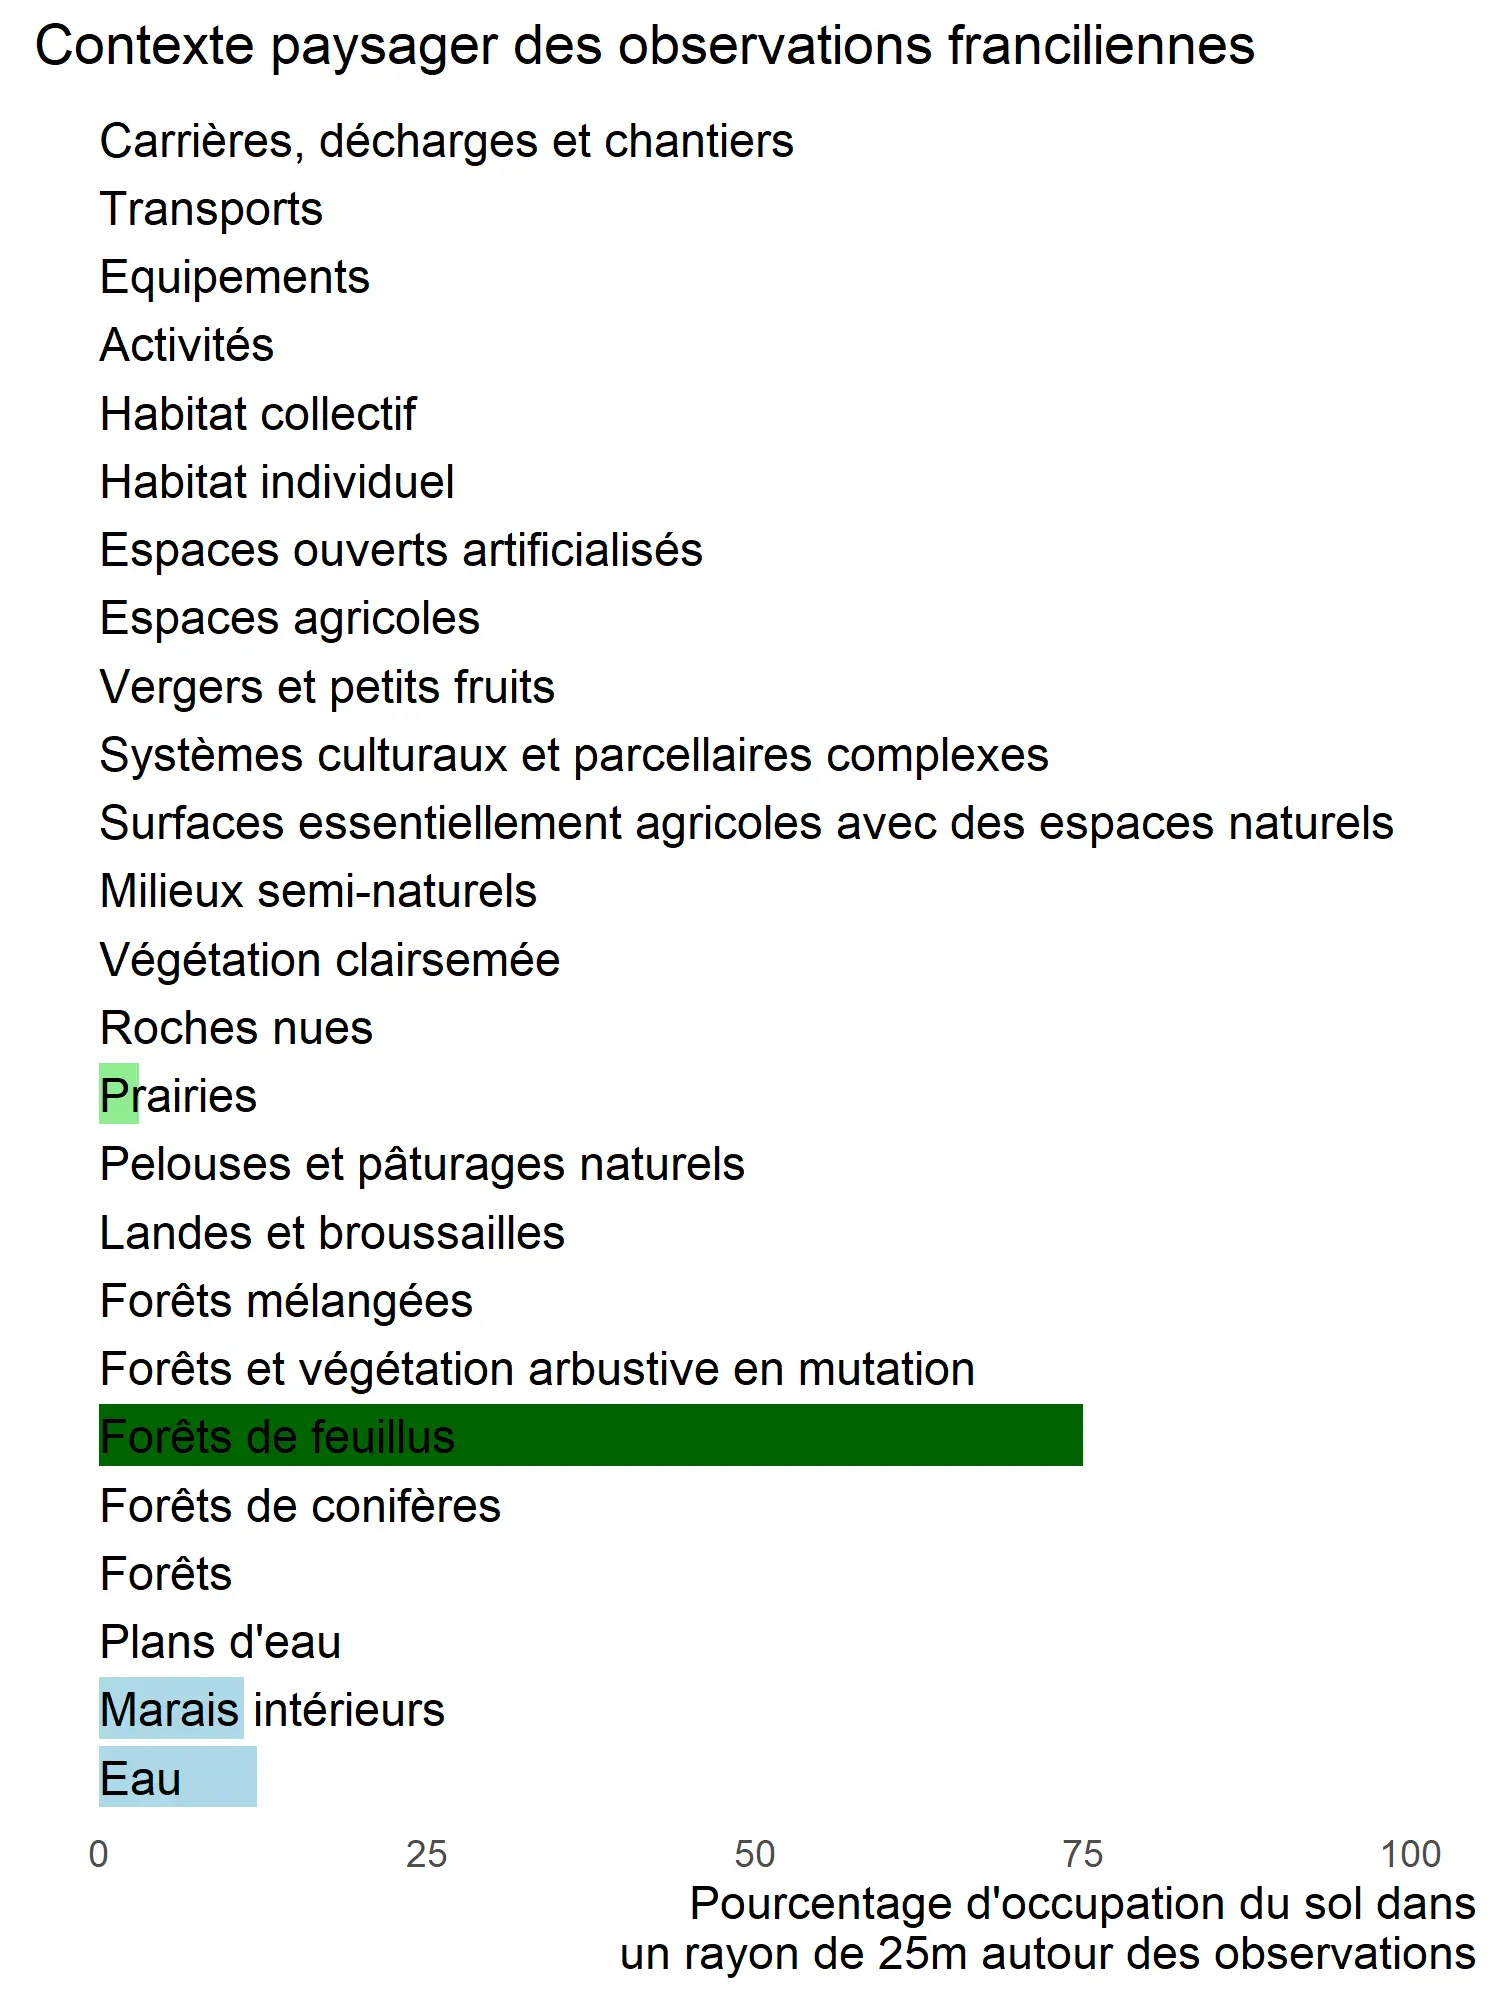 Contexte paysager des observations franciliennes
Carrières, décharges et chantiers
Transports
Equipements
Activités
Habitat collectif
Habitat individuel
Espaces ouverts artificialisés
Espaces agricoles
Vergers et petits fruits
Systèmes culturaux et parcellaires complexes
Surfaces essentiellement agricoles avec des espaces naturels
Milieux semi-naturels
Végétation clairsemée
Roches nues
Prairies
Pelouses et pâturages naturels
Landes et broussailles
Forêts mélangées
Forêts et végétation arbustive en mutation
Forêts de feuillus
Forêts de conifères
Forêts
Plans d'eau
Marais intérieurs
Eau
0 25 50 75 100
Pourcentage d'occupation du sol dans
un rayon de 25m autour des observations